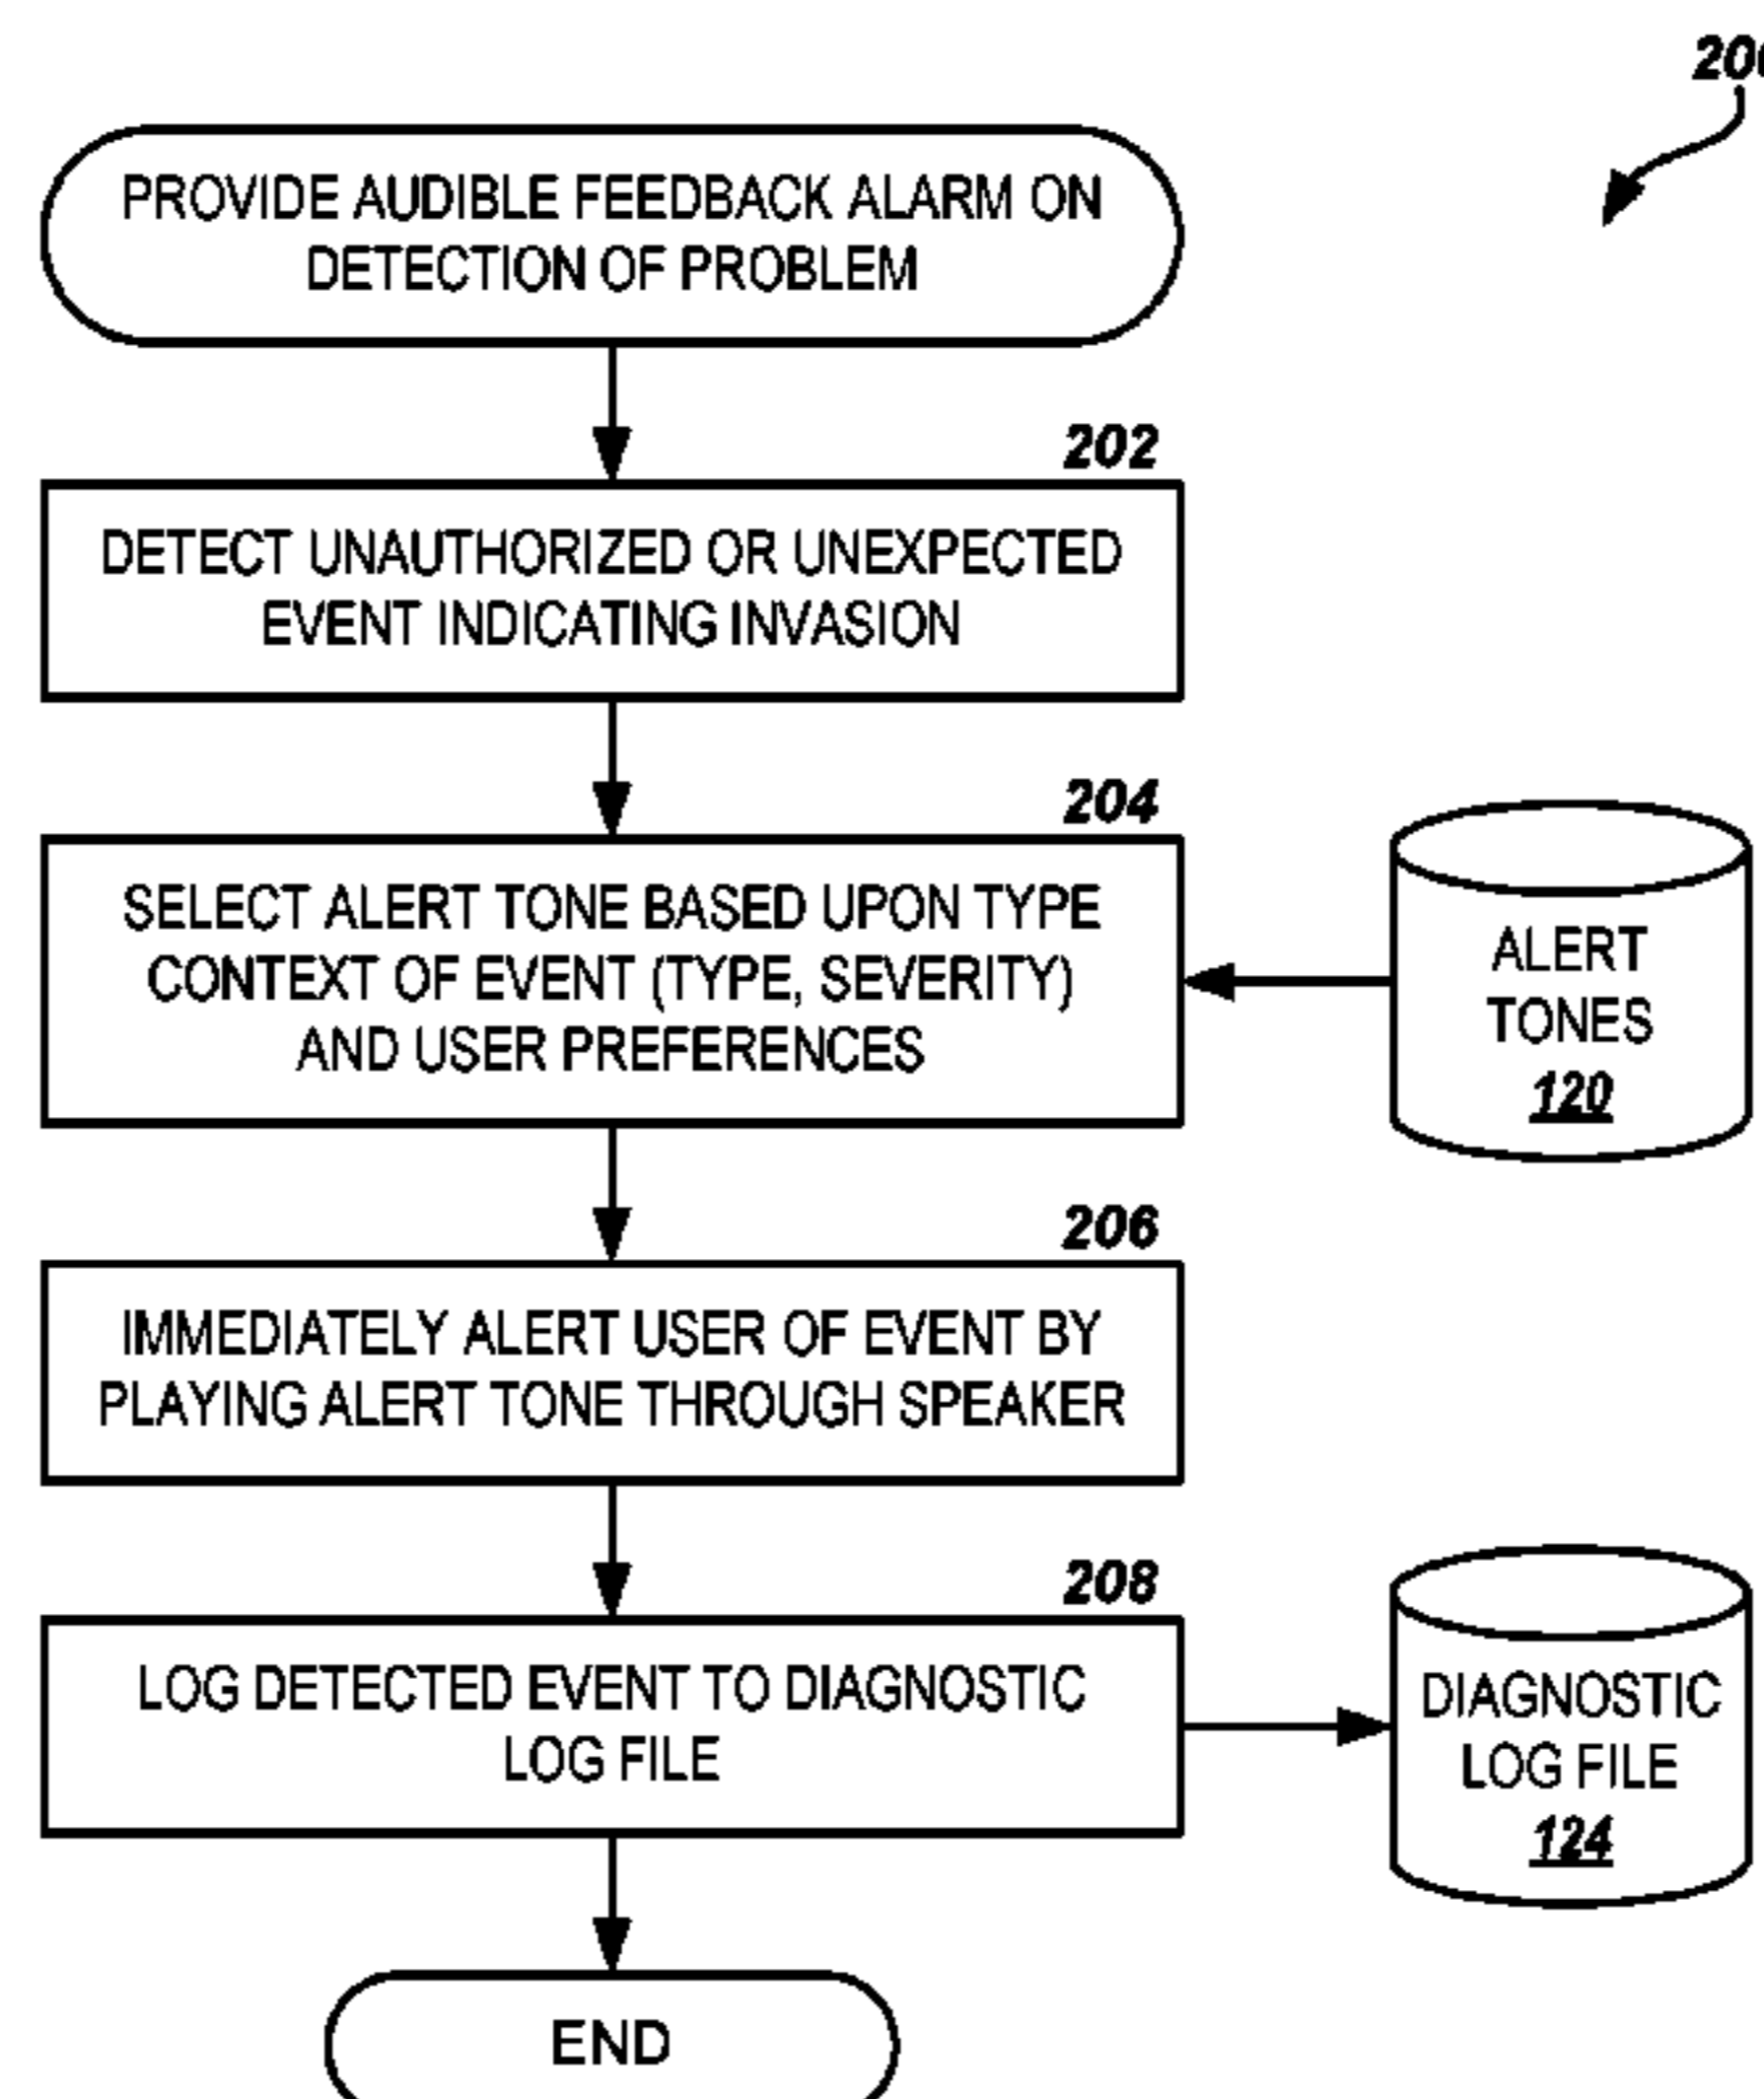 200
PROVIDE AUDIBLE FEEDBACK ALARM ON
DETECTION OF PROBLEM
202
DETECT UNAUTHORIZED OR UNEXPECTED
EVENT INDICATING INVASION
204
SELECT ALERT TONE BASED UPON TYPE
CONTEXT OF EVENT (TYPE, SEVERITY)
AND USER PREFERENCES
ALERT
TONES
120
206
IMMEDIATELY ALERT USER OF EVENT BY
PLAYING ALERT TONE THROUGH SPEAKER
208
LOG DETECTED EVENT TO DIAGNOSTIC
LOG FILE
DIAGNOSTIC
LOG FILE
124
END